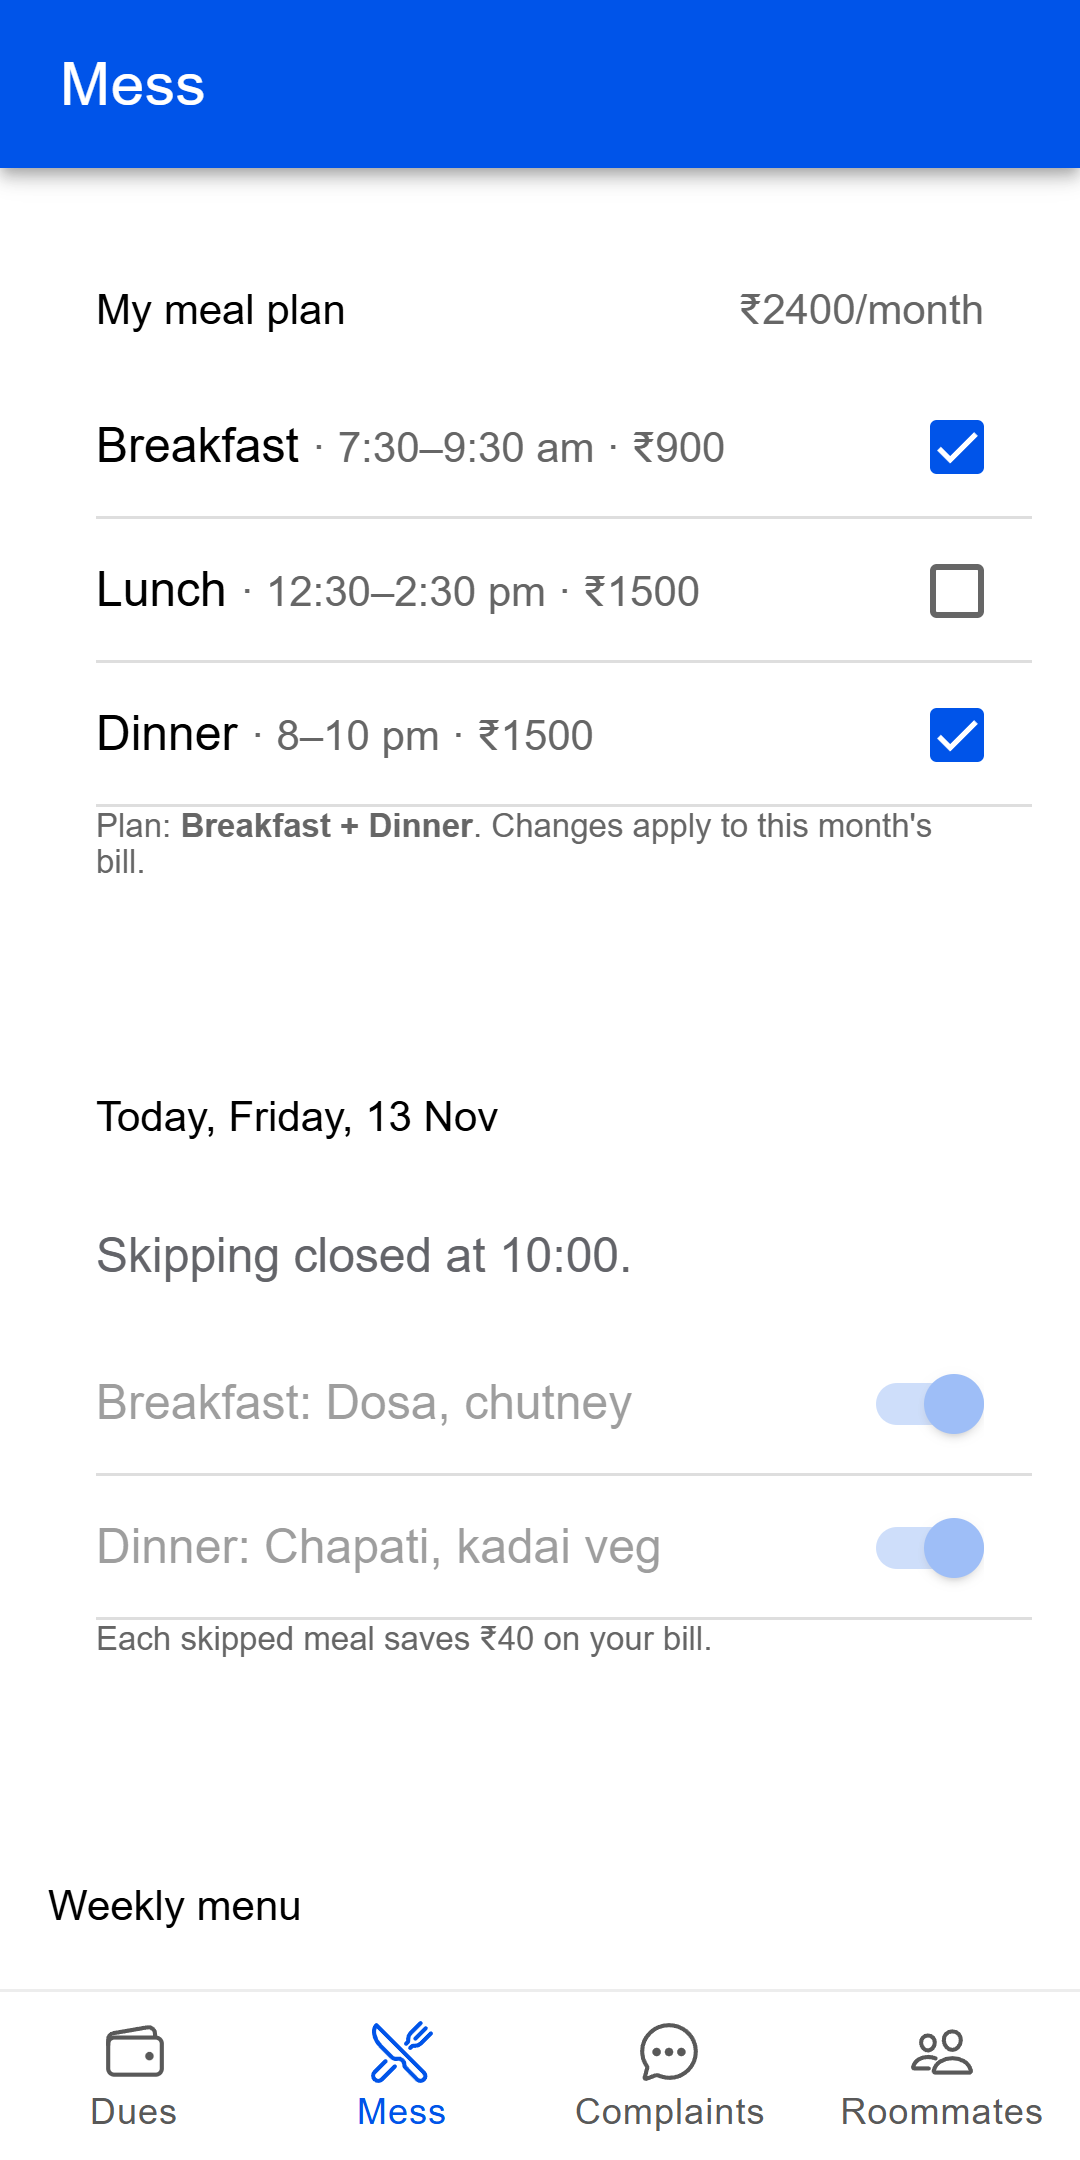 Mess
My meal plan ₹2400/month
Breakfast · 7:30–9:30 am · ₹900
Lunch · 12:30–2:30 pm · ₹1500
Dinner · 8–10 pm · ₹1500
Plan: Breakfast + Dinner. Changes apply to this month's
bill.
Today, Friday, 13 Nov
Skipping closed at 10:00.
Breakfast: Dosa, chutney
Dinner: Chapati, kadai veg
Each skipped meal saves ₹40 on your bill.
Weekly menu
Dues Mess Complaints Roommates